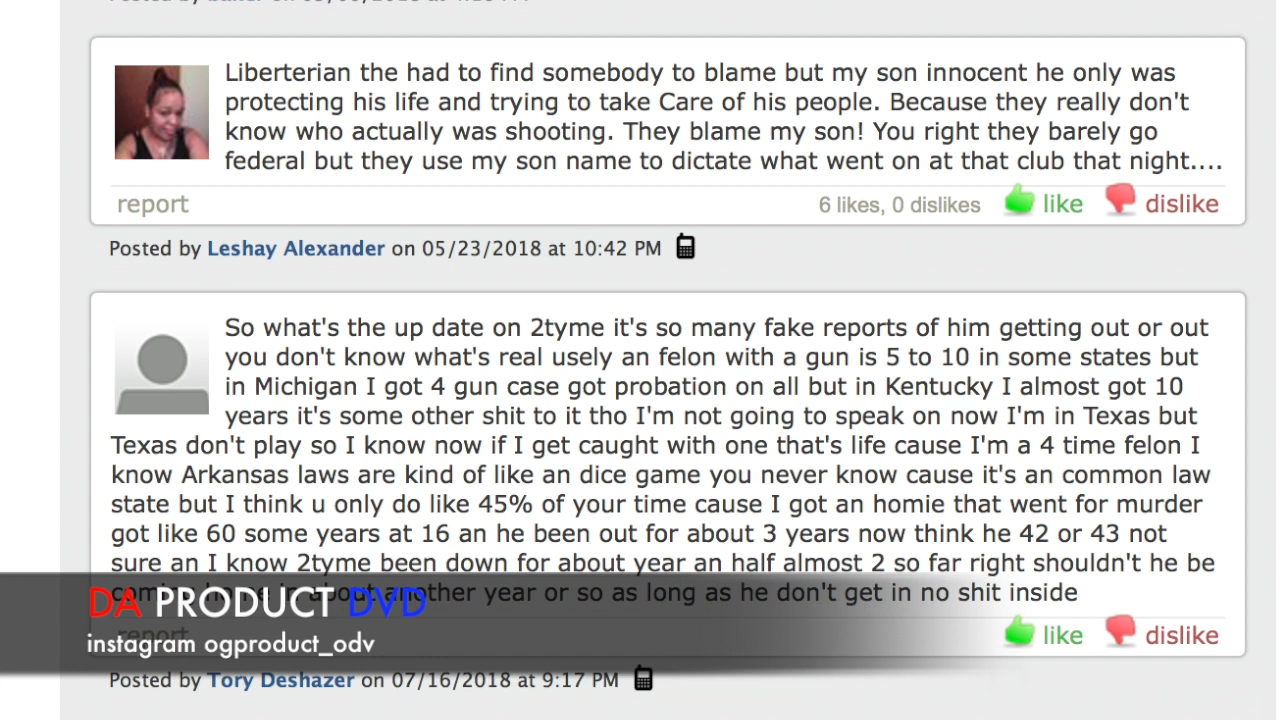 Liberterian the had to find somebody to blame but my son innocent he only was
protecting his life and trying to take Care of his people. Because they really don't
know who actually was shooting. They blame my son! You right they barely go
federal but they use my son name to dictate what went on at that club that night....
report 6 likes, 0 dislikes like dislike
Posted by Leshay Alexander on 05/23/2018 at 10:42 PM
So what's the up date on 2tyme it's so many fake reports of him getting out or out
you don't know what's real usely an felon with a gun is 5 to 10 in some states but
in Michigan I got 4 gun case got probation on all but in Kentucky I almost got 10
years it's some other shit to it tho I'm not going to speak on now I'm in Texas but
Texas don't play so I know now if I get caught with one that's life cause I'm a 4 time felon I
know Arkansas laws are kind of like an dice game you never know cause it's an common law
state but I think u only do like 45% of your time cause I got an homie that went for murder
got like 60 some years at 16 an he been out for about 3 years now think he 42 or 43 not
sure an I know 2tyme been down for about year an half almost 2 so far right shouldn't he be
another year or so as long as he don't get in no shit inside
DA PRODUCT DVD
report like dislike
instagram ogproduct_odv
Posted by Tory Deshazer on 07/16/2018 at 9:17 PM